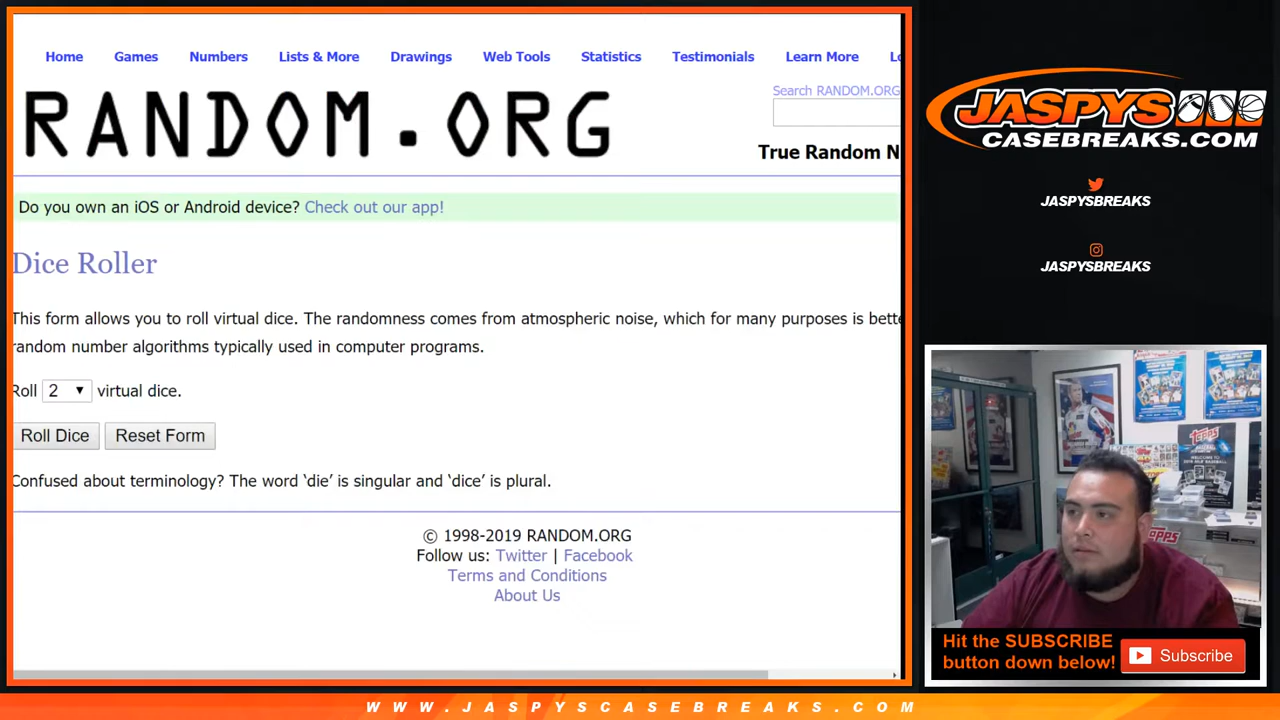 Home Games Numbers Lists & More Drawings Web Tools Statistics Testimonials Learn More Lo
RANDOM.ORG
Search RANDOM.ORG
True Random N
Do you own an iOS or Android device? Check out our app!
Dice Roller
This form allows you to roll virtual dice. The randomness comes from atmospheric noise, which for many purposes is bette
random number algorithms typically used in computer programs.
Roll 2 virtual dice.
Roll Dice Reset Form
Confused about terminology? The word ‘die’ is singular and ‘dice’ is plural.
© 1998-2019 RANDOM.ORG
Follow us: Twitter | Facebook
Terms and Conditions
About Us
JASPYS
CASEBREAKS.COM
JASPYSBREAKS
JASPYSBREAKS
topps
topps
Hit the SUBSCRIBE
button down below!
Subscribe
WWW.JASPYSCASEBREAKS.COM